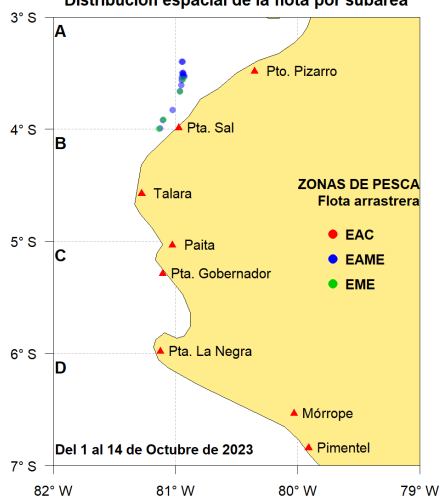 Distribución espacial de la flota por subárea
3° S
A
Pto. Pizarro
4° S
Pta. Sal
B
ZONAS DE PESCA
Flota arrastrera
Talara
EAC
5° S
Paita
C
EAME
Pta. Gobernador
EME
6° S
Pta. La Negra
D
Mórrope
Del 1 al 14 de Octubre de 2023
Pimentel
7° S
82° W
81° W
80° W
79° W